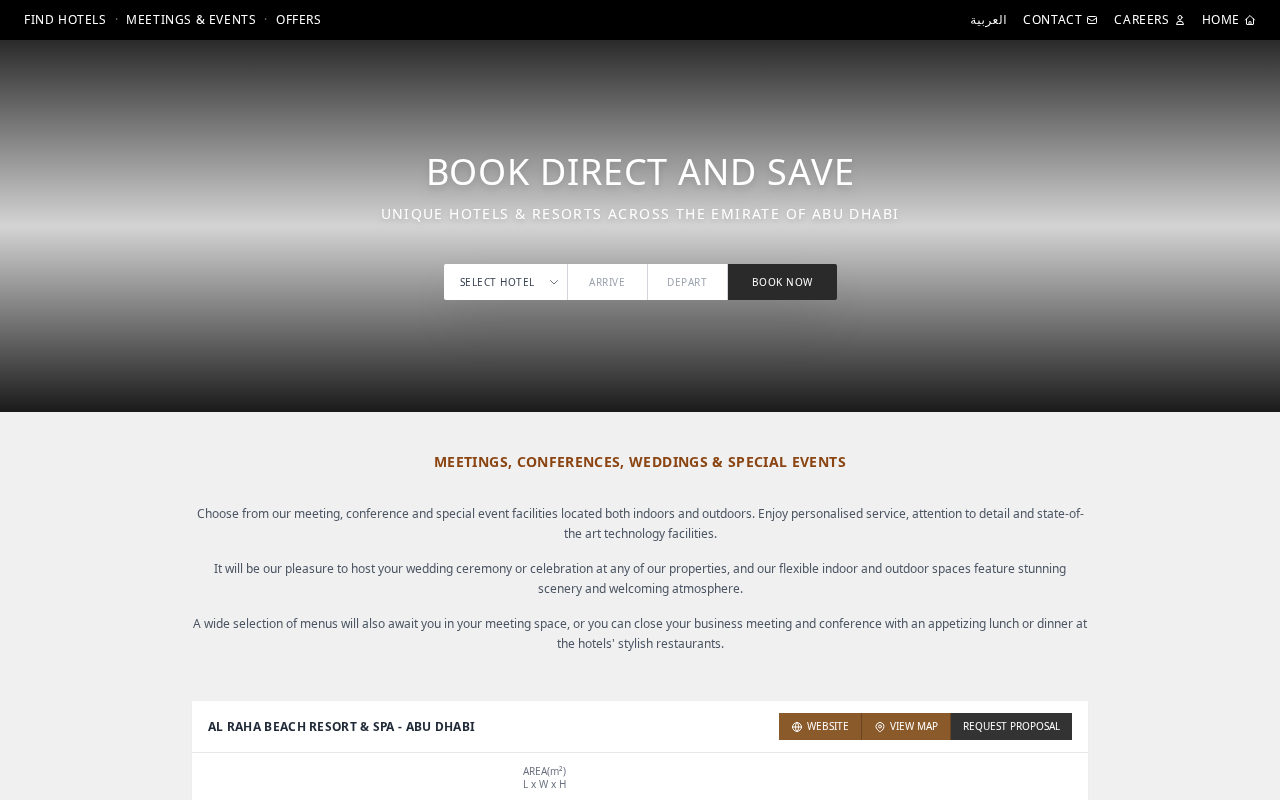 FIND HOTELS · MEETINGS & EVENTS · OFFERS
العربية CONTACT CAREERS HOME
BOOK DIRECT AND SAVE
UNIQUE HOTELS & RESORTS ACROSS THE EMIRATE OF ABU DHABI
SELECT HOTEL ARRIVE DEPART BOOK NOW
MEETINGS, CONFERENCES, WEDDINGS & SPECIAL EVENTS
Choose from our meeting, conference and special event facilities located both indoors and outdoors. Enjoy personalised service, attention to detail and state-of-
the art technology facilities.
It will be our pleasure to host your wedding ceremony or celebration at any of our properties, and our flexible indoor and outdoor spaces feature stunning
scenery and welcoming atmosphere.
A wide selection of menus will also await you in your meeting space, or you can close your business meeting and conference with an appetizing lunch or dinner at
the hotels' stylish restaurants.
AL RAHA BEACH RESORT & SPA - ABU DHABI
WEBSITE VIEW MAP REQUEST PROPOSAL
AREA(m²)
L x W x H